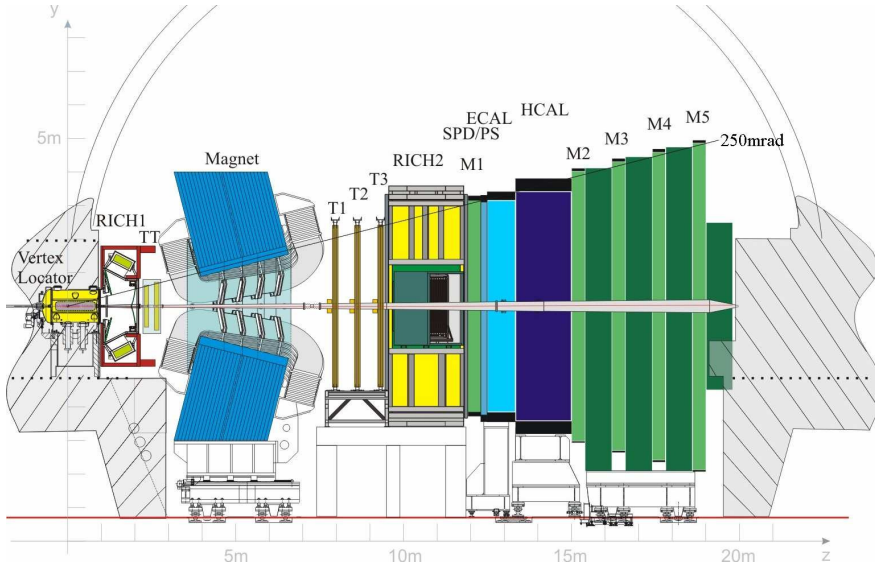 y
5m
Magnet
RICH1
TT
Vertex
Locator
T1
T2
T3
RICH2
M1
SPD/PS
ECAL
HCAL
M2
M3
M4
M5
250mrad
5m
10m
15m
20m
z